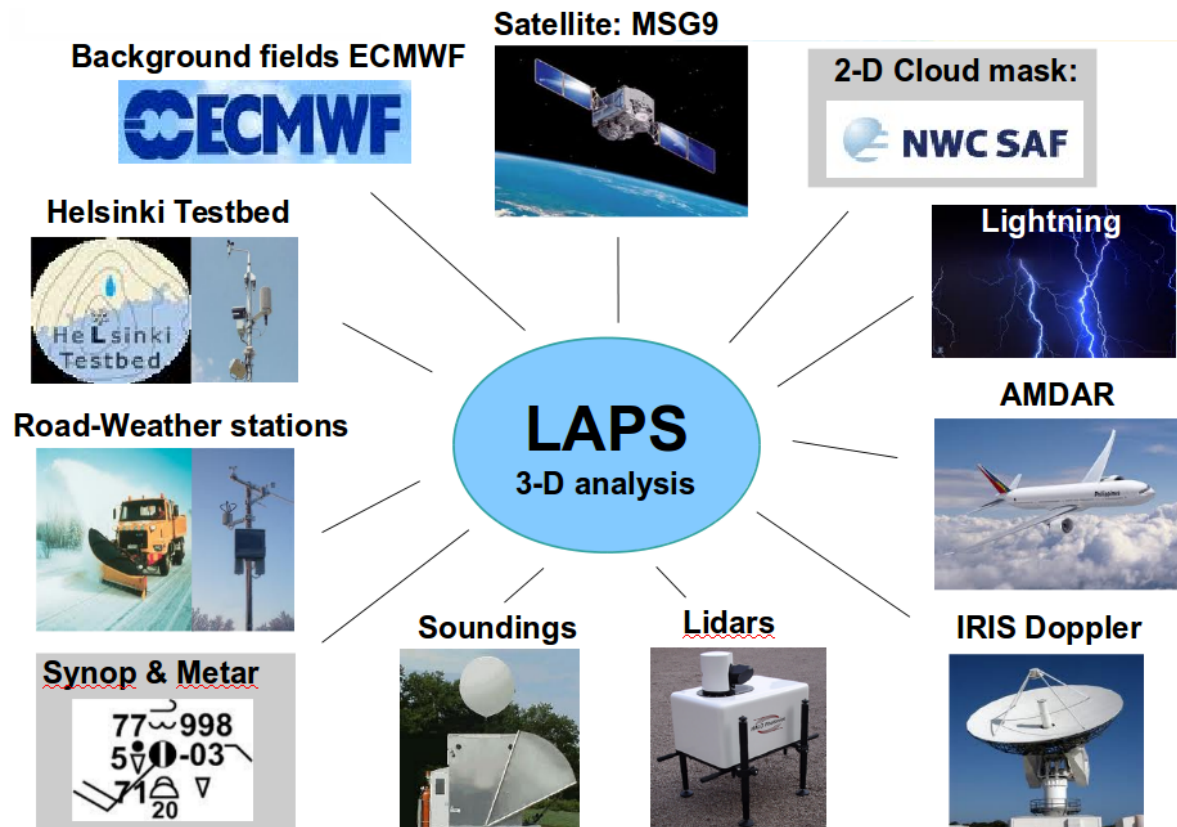 Satellite: MSG9
Background fields ECMWF
ECMWF
2-D Cloud mask:
NWC SAF
Helsinki Testbed
HeLsinki
Testbed
Lightning
Road-Weather stations
LAPS
3-D analysis
AMDAR
Philippines
Synop & Metar
77 998
5 -03
71
20
Soundings
Lidars
IRIS Doppler